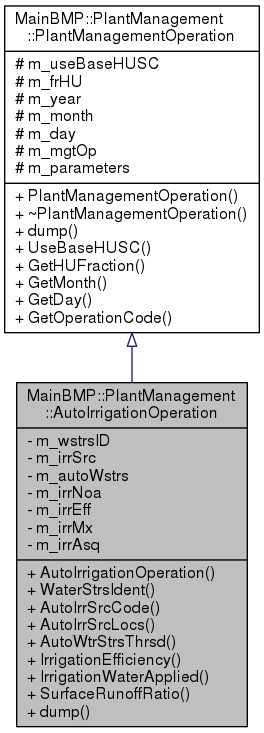 MainBMP::PlantManagement
::PlantManagementOperation
# m_useBaseHUSC
# m_frHU
# m_year
# m_month
# m_day
# m_mgtOp
# m_parameters
+ PlantManagementOperation()
+ ~PlantManagementOperation()
+ dump()
+ UseBaseHUSC()
+ GetHUFraction()
+ GetMonth()
+ GetDay()
+ GetOperationCode()
MainBMP::PlantManagement
::AutoIrrigationOperation
- m_wstrsID
- m_irrSrc
- m_autoWstrs
- m_irrNoa
- m_irrEff
- m_irrMx
- m_irrAsq
+ AutoIrrigationOperation()
+ WaterStrsIdent()
+ AutoIrrSrcCode()
+ AutoIrrSrcLocs()
+ AutoWtrStrsThrsd()
+ IrrigationEfficiency()
+ IrrigationWaterApplied()
+ SurfaceRunoffRatio()
+ dump()